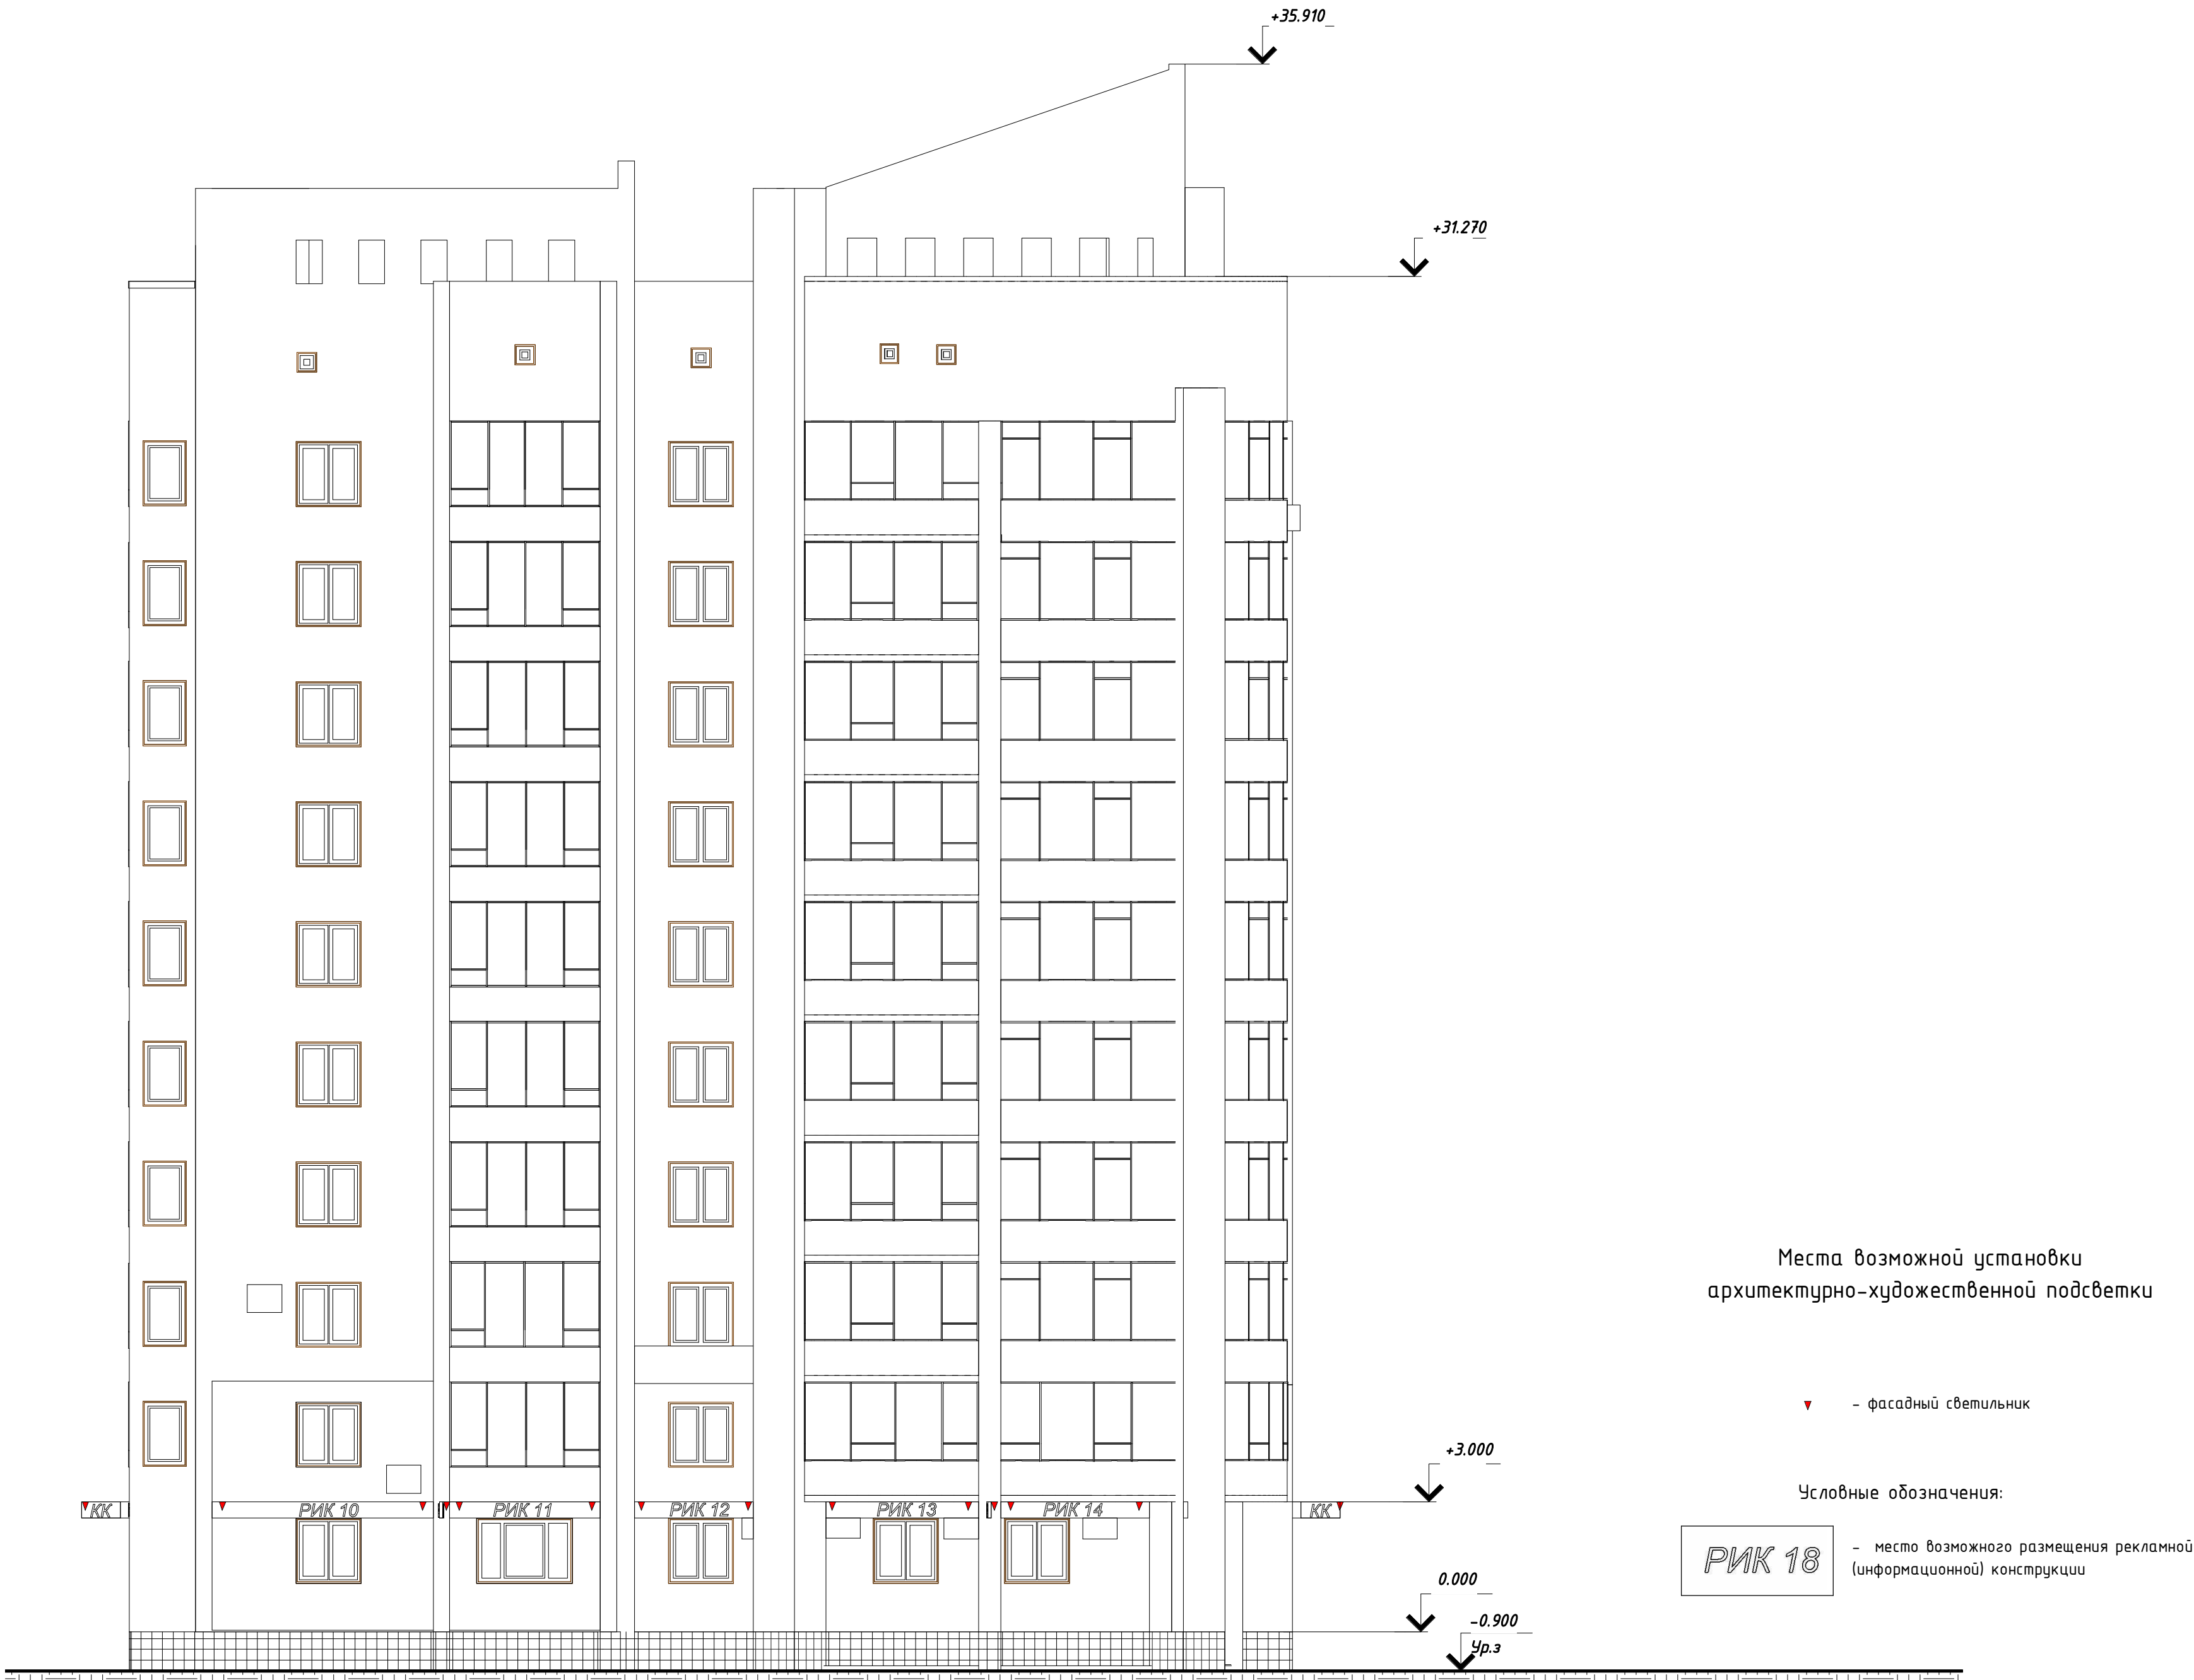 +35.910
+31.270
Места возможной установки
архитектурно-художественной подсветки
- фасадный светильник
+3.000
КК РИК 10 РИК 11 РИК 12 РИК 13 РИК 14 КК
Условные обозначения:
РИК 18 - место возможного размещения рекламной
(информационной) конструкции
0.000
-0.900
Ур.з